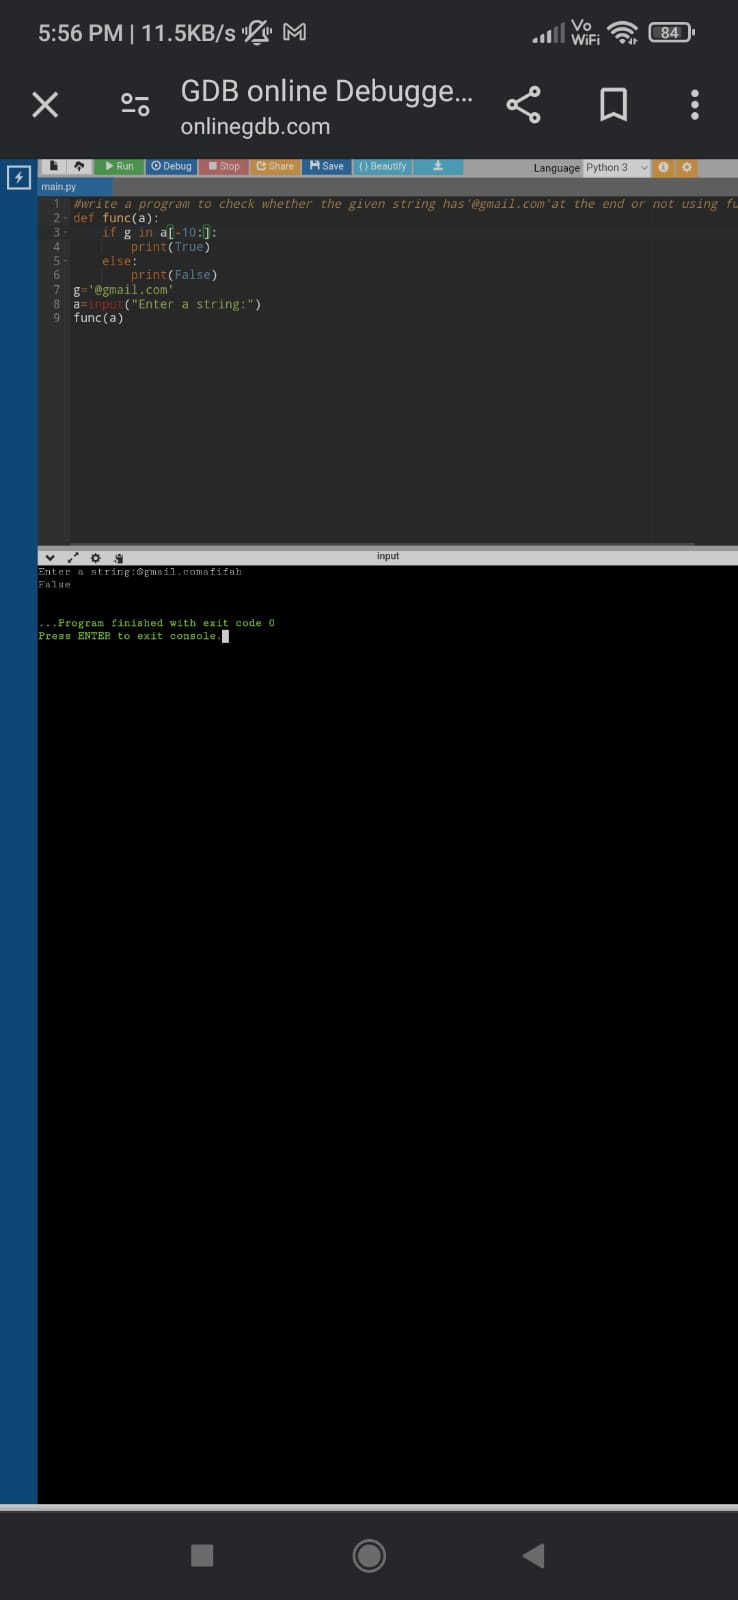 5:56 PM | 11.5KB/s
Vo WiFi 84
GDB online Debugge...
onlinegdb.com
Run Debug Stop Share Save {} Beautify Language Python 3
main.py
1 #write a program to check whether the given string has'@gmail.com'at the end or not using fu
2 def func(a):
3 if g in a[-10:]:
4 print(True)
5 else:
6 print(False)
7 g='@gmail.com'
8 a=input("Enter a string:")
9 func(a)
input
Enter a string:@gmail.comafifah
False
...Program finished with exit code 0
Press ENTER to exit console.